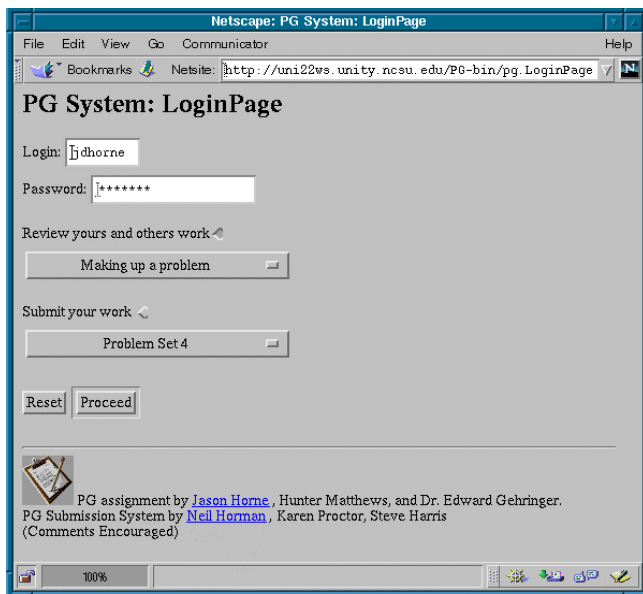 Netscape: PG System: LoginPage
File Edit View Go Communicator Help
Bookmarks Netsite: http://uni22ws.unity.ncsu.edu/PG-bin/pg.LoginPage N
PG System: LoginPage
Login: jdhorne
Password: *******
Review yours and others work
Making up a problem
Submit your work
Problem Set 4
Reset Proceed
PG assignment by Jason Horne , Hunter Matthews, and Dr. Edward Gehringer.
PG Submission System by Neil Horman , Karen Proctor, Steve Harris
(Comments Encouraged)
100%